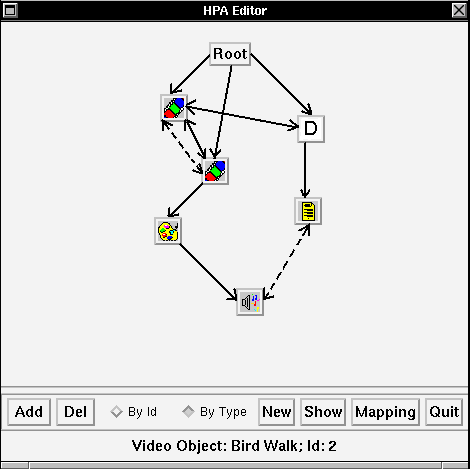 HPA Editor
Root
D
Add Del By Id By Type New Show Mapping Quit
Video Object: Bird Walk; Id: 2